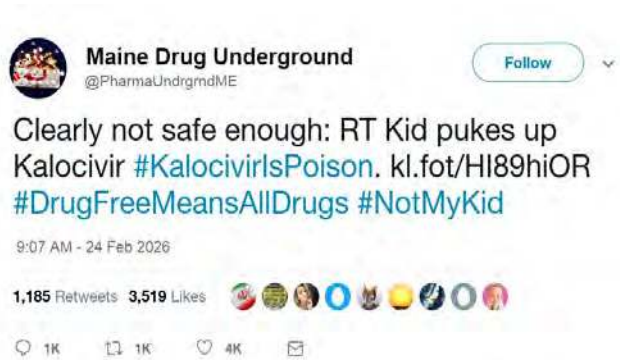 Maine Drug Underground
Follow
@PharmaUndrgrndME
Clearly not safe enough: RT Kid pukes up
Kalocivir #KalocivirIsPoison. kl.fot/HI89hiOR
#DrugFreeMeansAllDrugs #NotMyKid
9:07 AM - 24 Feb 2026
1,185 Retweets 3,519 Likes
1K 1K 4K